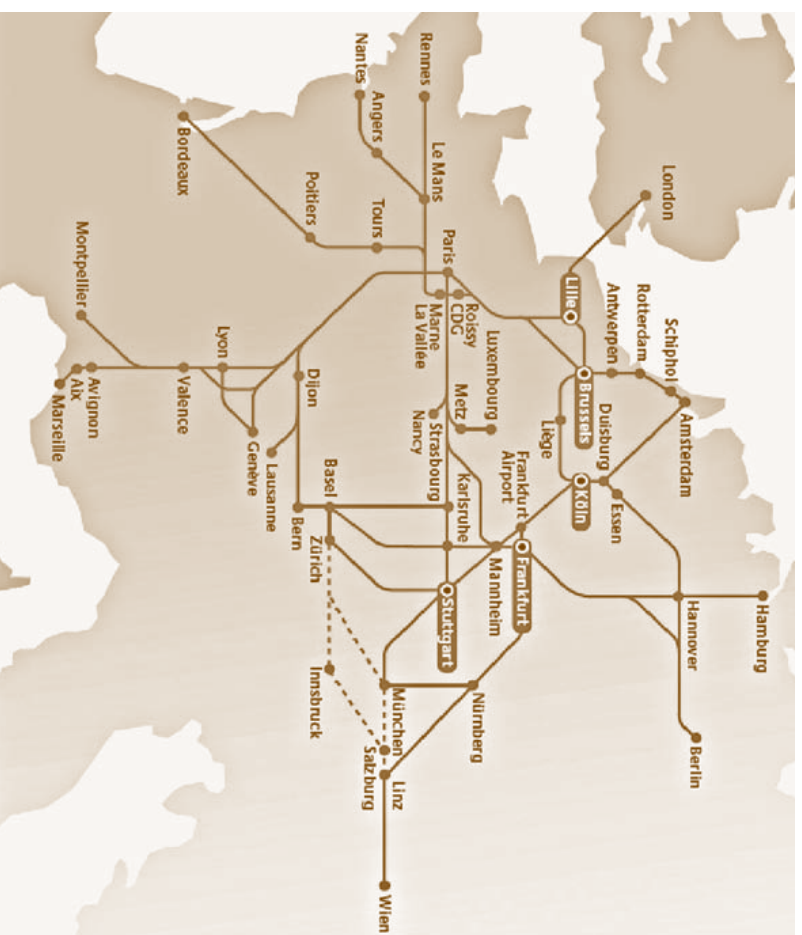 London
Lille
Antwerpen
Rotterdam
Schiphol
Amsterdam
Brussels
Duisburg
Essen
Köln
Liège
Hamburg
Hannover
Berlin
Frankfurt
Frankfurt
Airport
Mannheim
Nürnberg
Rennes
Nantes
Angers
Le Mans
Paris
Roissy
CDG
Marne
La Vallée
Luxembourg
Metz
Nancy
Strasbourg
Karlsruhe
Stuttgart
München
Salzburg
Linz
Wien
Innsbruck
Zürich
Basel
Bern
Lausanne
Genève
Dijon
Tours
Poitiers
Bordeaux
Lyon
Valence
Montpellier
Avignon
Aix
Marseille